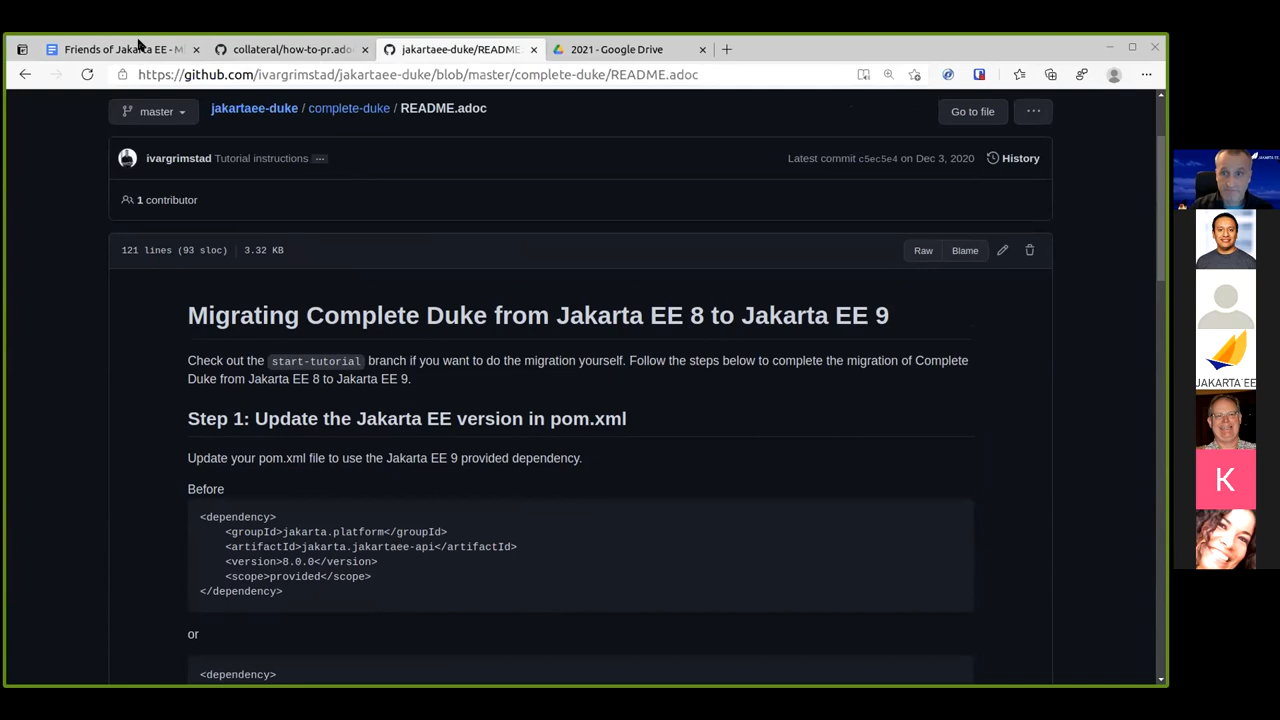 Friends of Jakarta EE - Mi
collateral/how-to-pr.ado
jakartaee-duke/README.
2021 - Google Drive
https://github.com/ivargrimstad/jakartaee-duke/blob/master/complete-duke/README.adoc
master
jakartaee-duke / complete-duke / README.adoc
Go to file
ivargrimstad Tutorial instructions
Latest commit c5ec5e4 on Dec 3, 2020
History
1 contributor
121 lines (93 sloc)
3.32 KB
Raw
Blame
Migrating Complete Duke from Jakarta EE 8 to Jakarta EE 9
Check out the start-tutorial branch if you want to do the migration yourself. Follow the steps below to complete the migration of Complete
Duke from Jakarta EE 8 to Jakarta EE 9.
Step 1: Update the Jakarta EE version in pom.xml
Update your pom.xml file to use the Jakarta EE 9 provided dependency.
Before
<dependency>
<groupId>jakarta.platform</groupId>
<artifactId>jakarta.jakartaee-api</artifactId>
<version>8.0.0</version>
<scope>provided</scope>
</dependency>
or
<dependency>
JAKARTA EE
JAKARTA EE
K